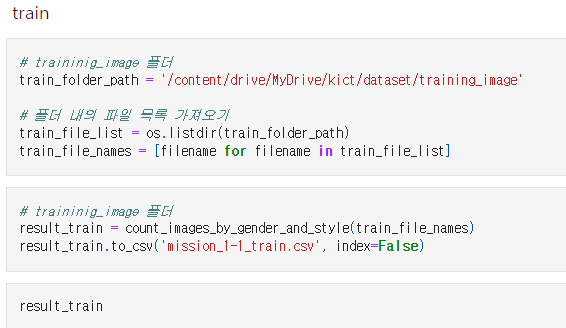 train
# traininig_image 폴더
train_folder_path = '/content/drive/MyDrive/kict/dataset/training_image'
# 폴더 내의 파일 목록 가져오기
train_file_list = os.listdir(train_folder_path)
train_file_names = [filename for filename in train_file_list]
# traininig_image 폴더
result_train = count_images_by_gender_and_style(train_file_names)
result_train.to_csv('mission_1-1_train.csv', index=False)
result_train